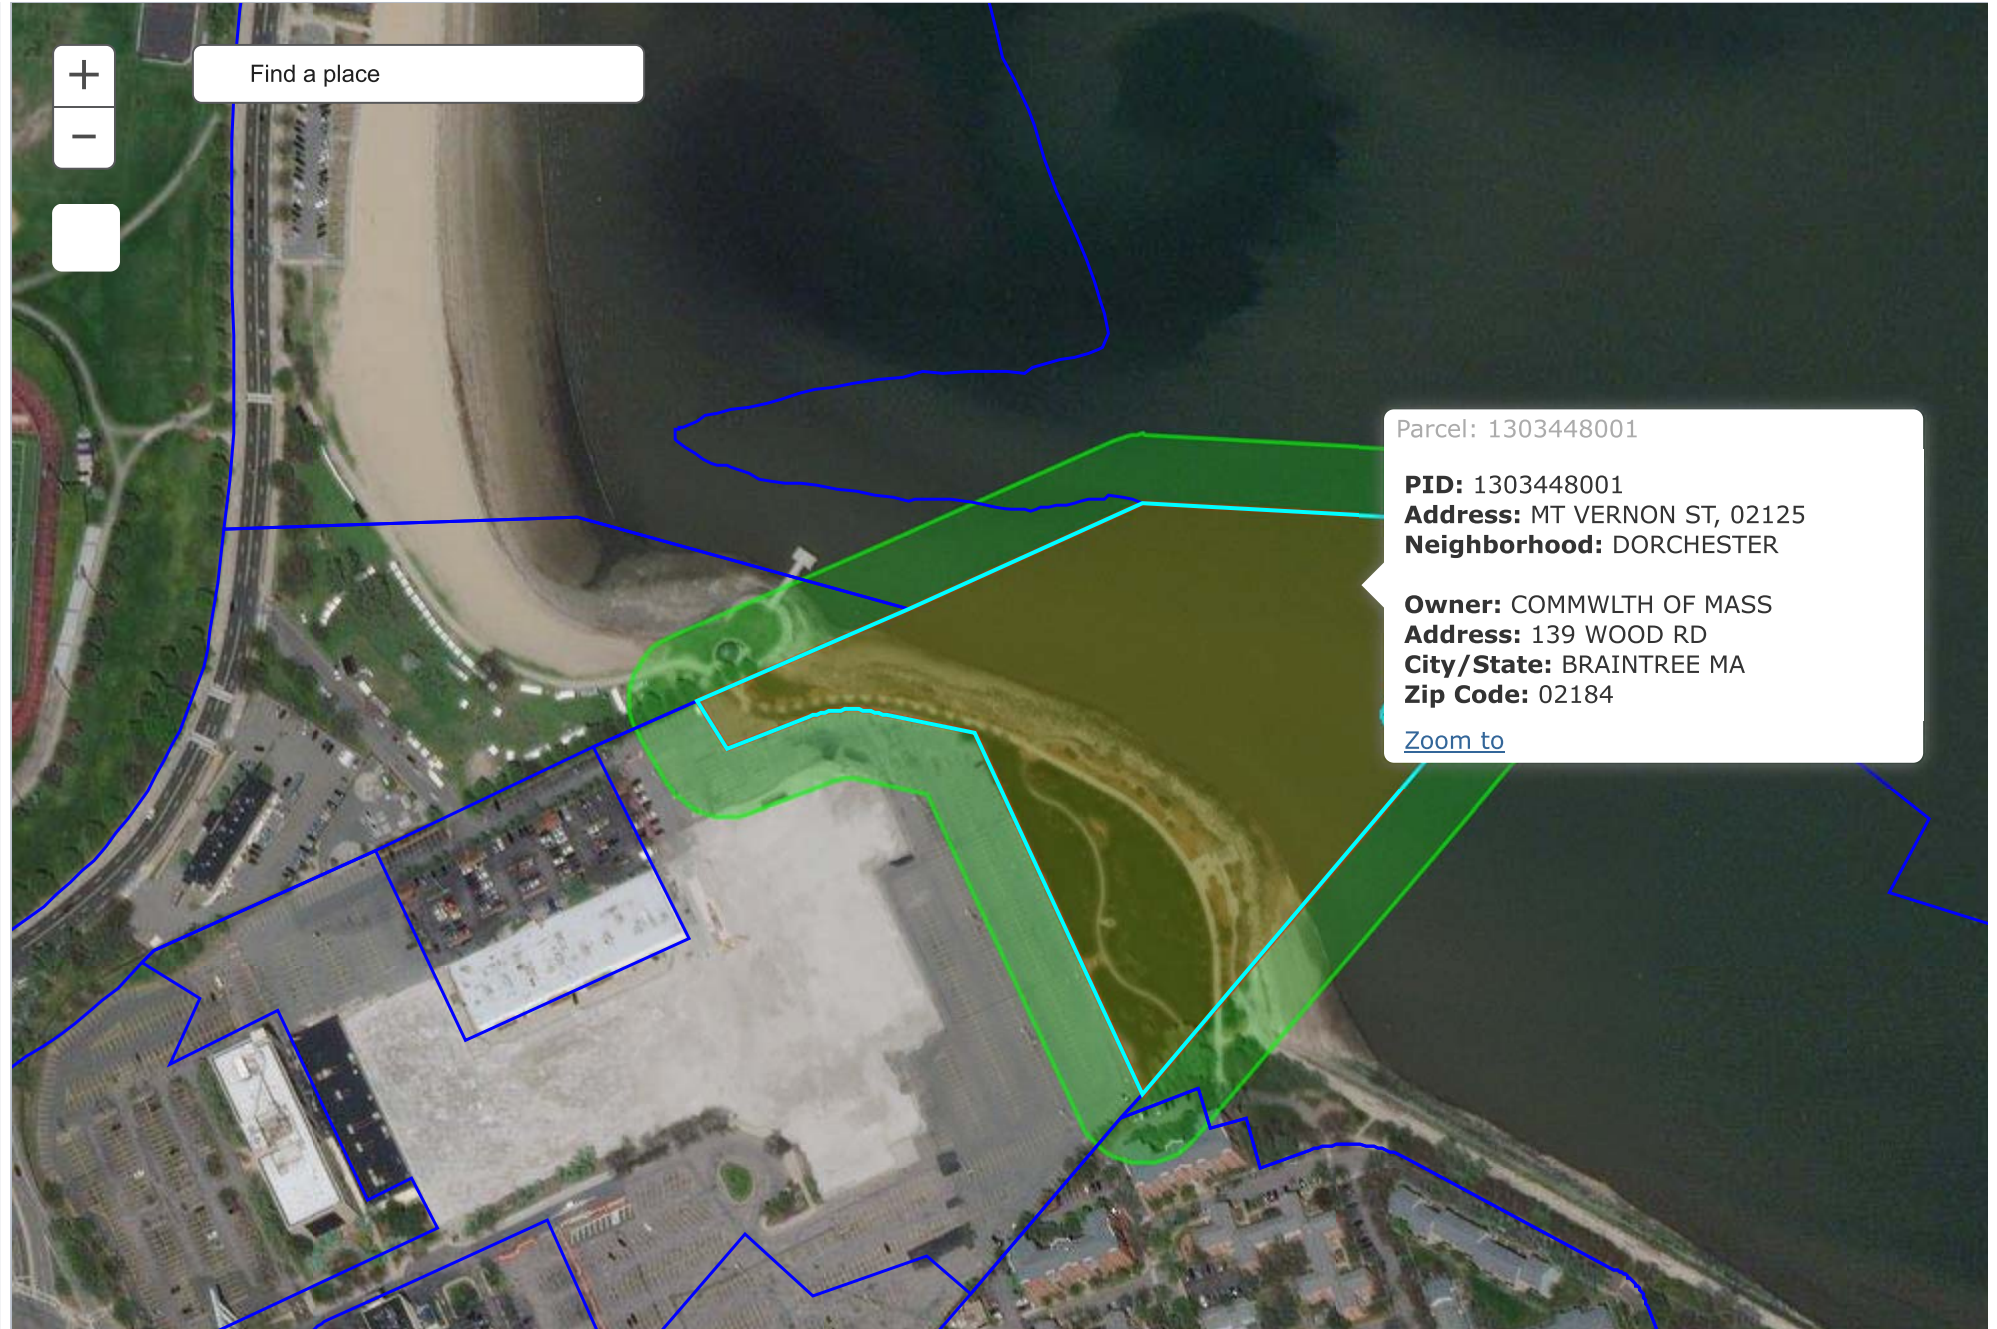 +
Find a place
−
Parcel: 1303448001
PID: 1303448001
Address: MT VERNON ST, 02125
Neighborhood: DORCHESTER
Owner: COMMWLTH OF MASS
Address: 139 WOOD RD
City/State: BRAINTREE MA
Zip Code: 02184
Zoom to